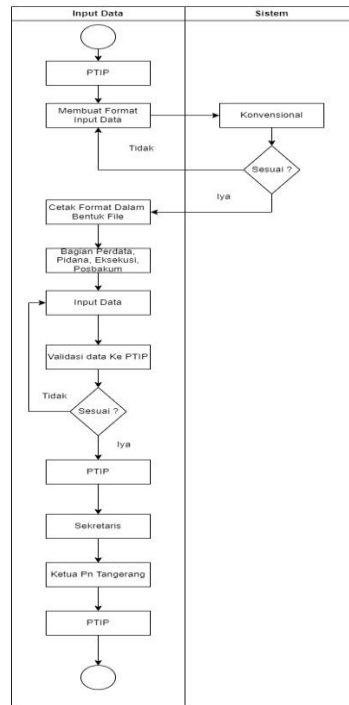 Input Data
Sistem
PTIP
Membuat Format
Input Data
Konvensional
Tidak
Sesuai ?
Iya
Cetak Format Dalam
Bentuk File
Bagian Perdata,
Pidana, Eksekusi,
Posbakum
Input Data
Validasi data Ke PTIP
Tidak
Sesuai ?
Iya
PTIP
Sekretaris
Ketua Pn Tangerang
PTIP